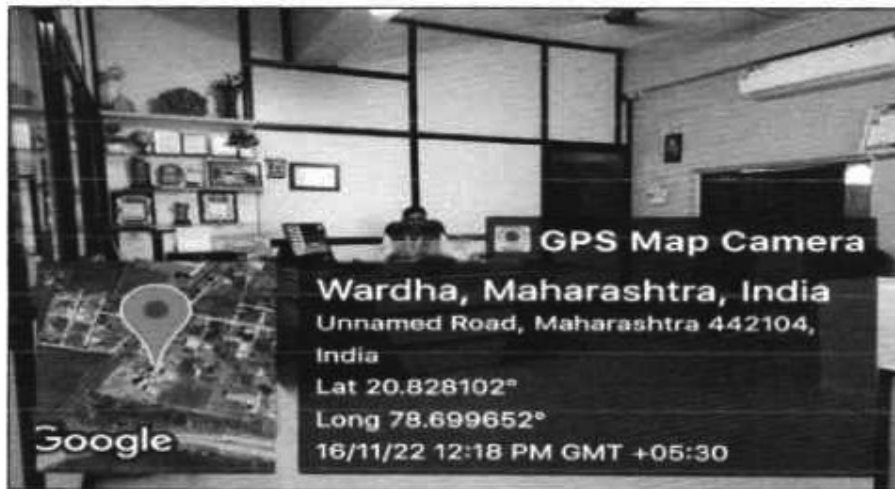 GPS Map Camera
Wardha, Maharashtra, India
Unnamed Road, Maharashtra 442104,
India
Lat 20.828102°
Long 78.699652°
16/11/22 12:18 PM GMT +05:30
Google